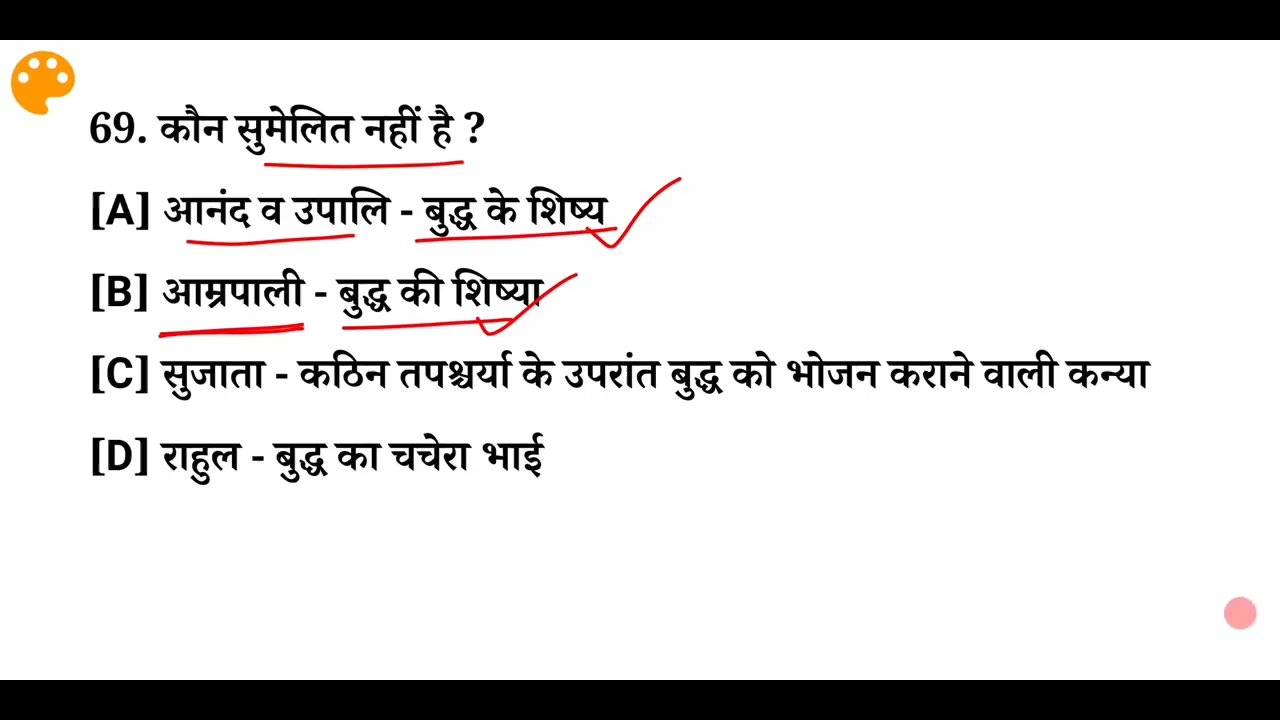 69. कौन सुमेलित नहीं है ?
[A] आनंद व उपालि - बुद्ध के शिष्य
[B] आम्रपाली - बुद्ध की शिष्या
[C] सुजाता - कठिन तपश्चर्या के उपरांत बुद्ध को भोजन कराने वाली कन्या
[D] राहुल - बुद्ध का चचेरा भाई